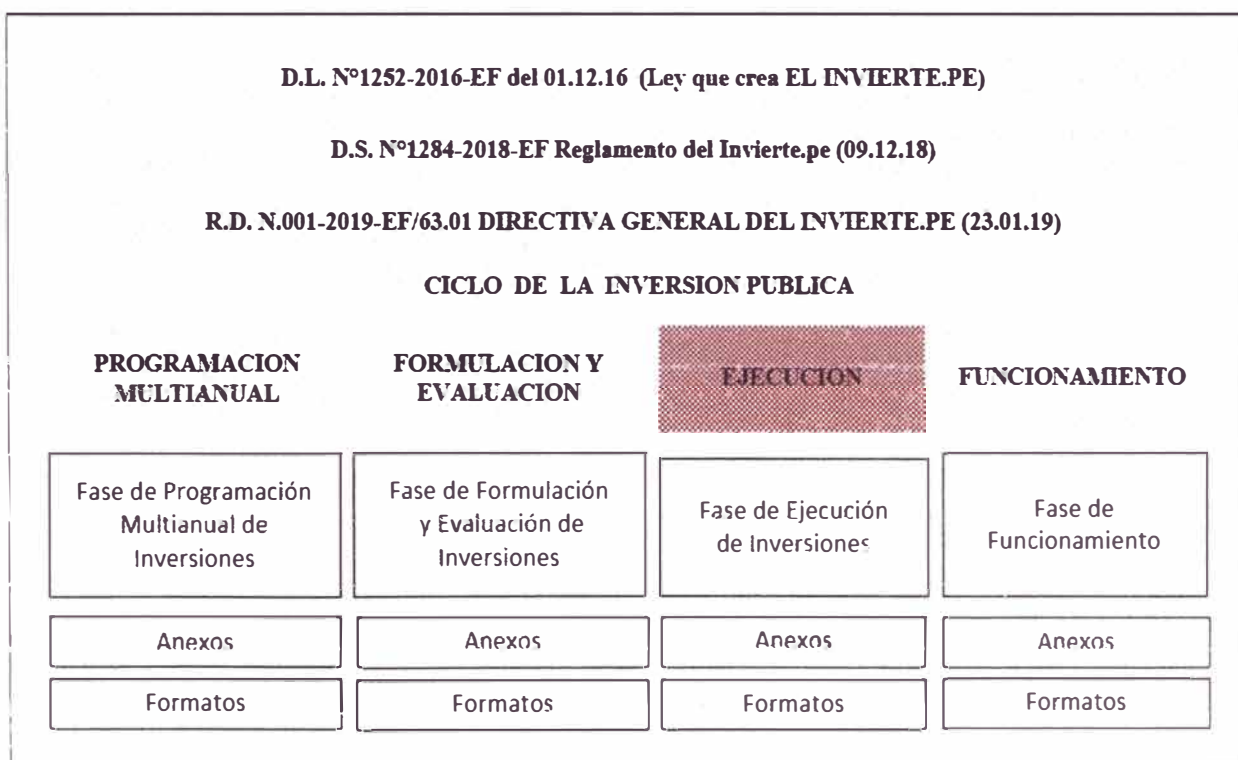 D.L. N°1252-2016-EF del 01.12.16 (Ley que crea EL INVIERTE.PE)
D.S. N°1284-2018-EF Reglamento del Invierte.pe (09.12.18)
R.D. N.001-2019-EF/63.01 DIRECTIVA GENERAL DEL INVIERTE.PE (23.01.19)
CICLO DE LA INVERSION PUBLICA
PROGRAMACION
MULTIANUAL
FORMULACION Y
EVALUACION
EJECUCION
FUNCIONAMIENTO
Fase de Programación
Multianual de
Inversiones
Fase de Formulación
y Evaluación de
Inversiones
Fase de Ejecución
de Inversiones
Fase de
Funcionamiento
Anexos
Anexos
Anexos
Anexos
Formatos
Formatos
Formatos
Formatos